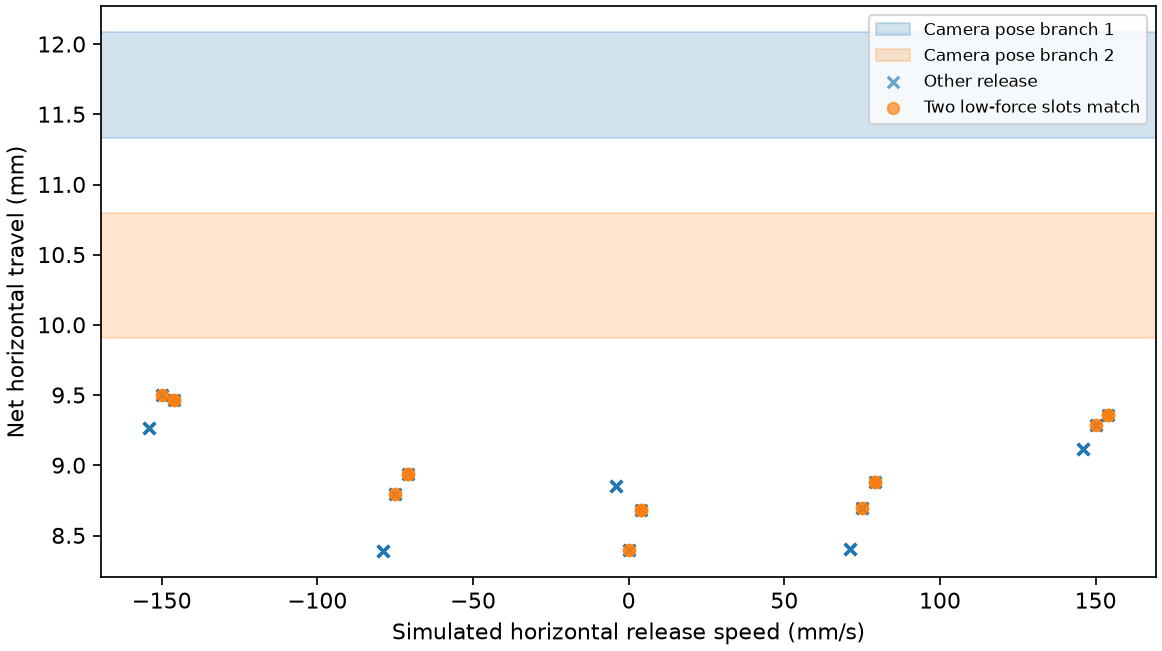 Camera pose branch 1
Camera pose branch 2
Other release
Two low-force slots match
Net horizontal travel (mm)
12.0
11.5
11.0
10.5
10.0
9.5
9.0
8.5
−150
−100
−50
0
50
100
150
Simulated horizontal release speed (mm/s)